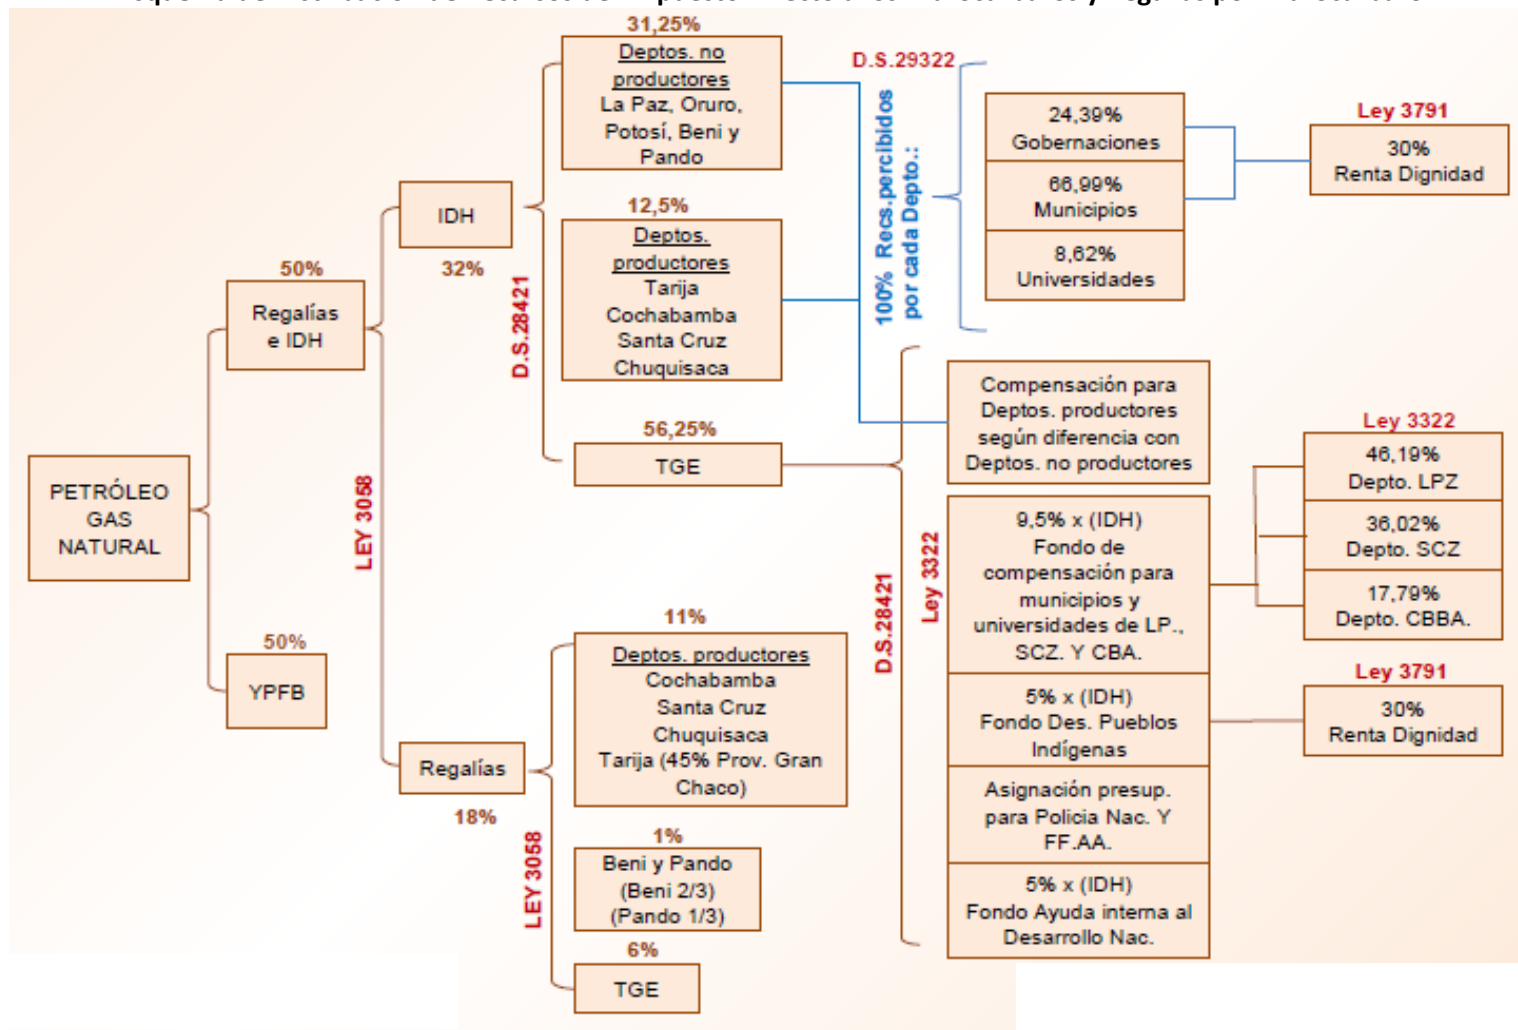 31,25%
Deptos. no
productores
La Paz, Oruro,
Potosí, Beni y
Pando
D.S.29322
100% Recs.percibidos
por cada Depto.:
24,39%
Gobernaciones
66,99%
Municipios
8,62%
Universidades
Ley 3791
30%
Renta Dignidad
IDH
32%
12,5%
Deptos.
productores
Tarija
Cochabamba
Santa Cruz
Chuquisaca
D.S.28421
50%
Regalías
e IDH
56,25%
TGE
Compensación para
Deptos. productores
según diferencia con
Deptos. no productores
Ley 3322
46,19%
Depto. LPZ
36,02%
Depto. SCZ
17,79%
Depto. CBBA.
PETRÓLEO
GAS
NATURAL
LEY 3058
D.S.28421
Ley 3322
9,5% x (IDH)
Fondo de
compensación para
municipios y
universidades de LP.,
SCZ. Y CBA.
50%
YPFB
11%
Deptos. productores
Cochabamba
Santa Cruz
Chuquisaca
Tarija (45% Prov. Gran
Chaco)
5% x (IDH)
Fondo Des. Pueblos
Indígenas
Ley 3791
30%
Renta Dignidad
Regalías
18%
LEY 3058
1%
Beni y Pando
(Beni 2/3)
(Pando 1/3)
Asignación presup.
para Policia Nac. Y
FF.AA.
5% x (IDH)
Fondo Ayuda interna al
Desarrollo Nac.
6%
TGE